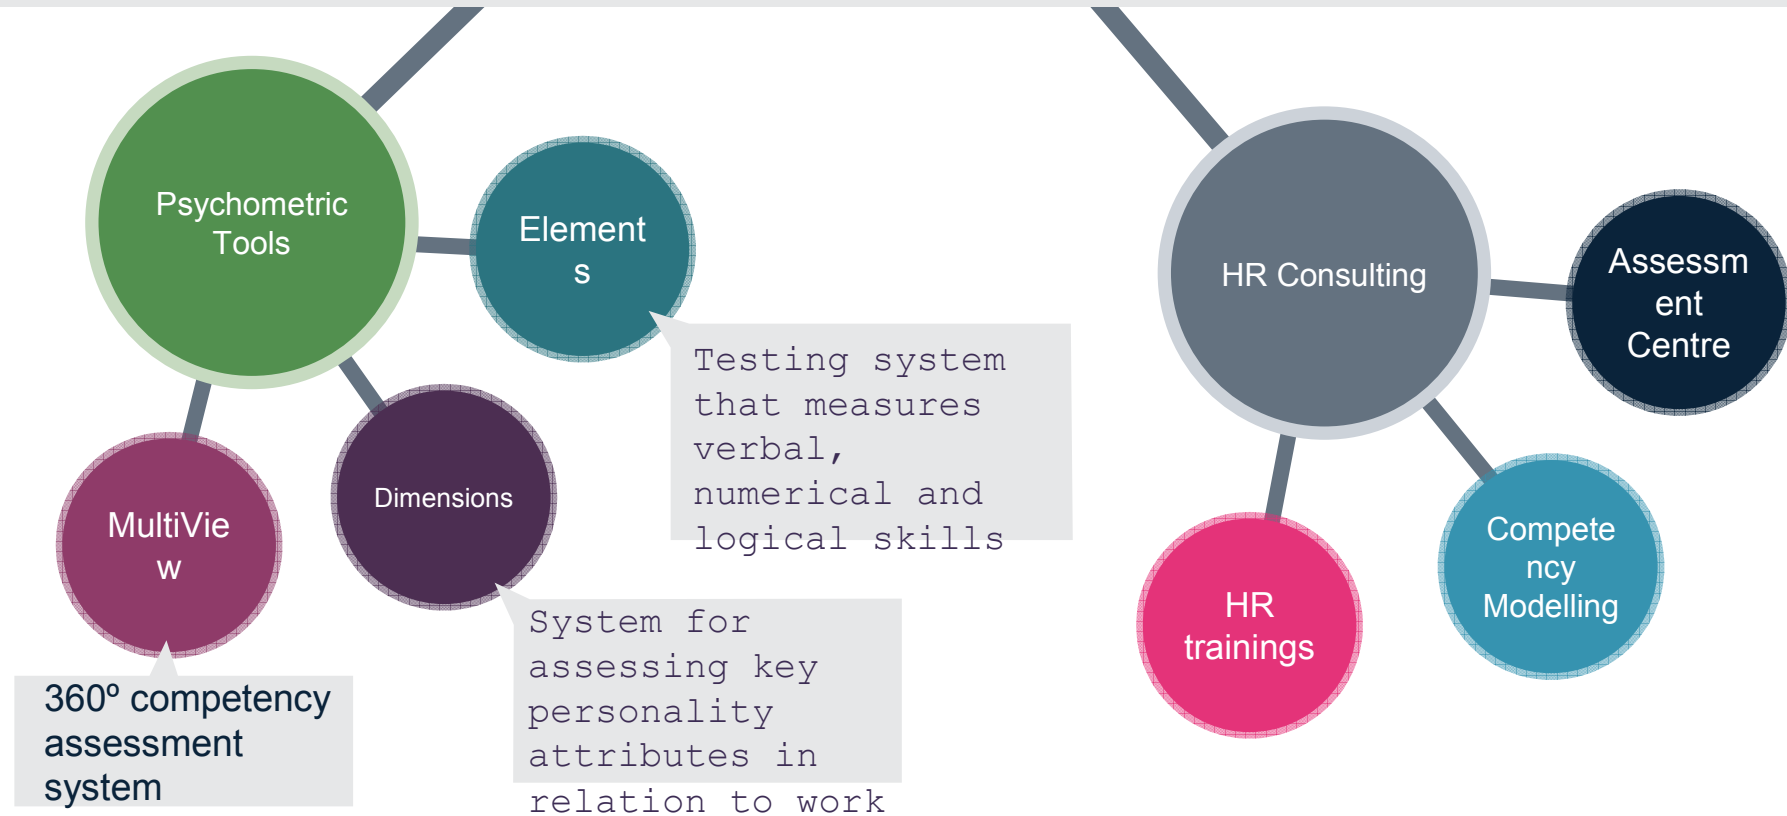 Psychometric
Tools
Element
s
Testing system
that measures
verbal,
numerical and
logical skills
Dimensions
System for
assessing key
personality
attributes in
relation to work
MultiVie
w
360º competency
assessment
system
HR Consulting
Assessm
ent
Centre
Compete
ncy
Modelling
HR
trainings